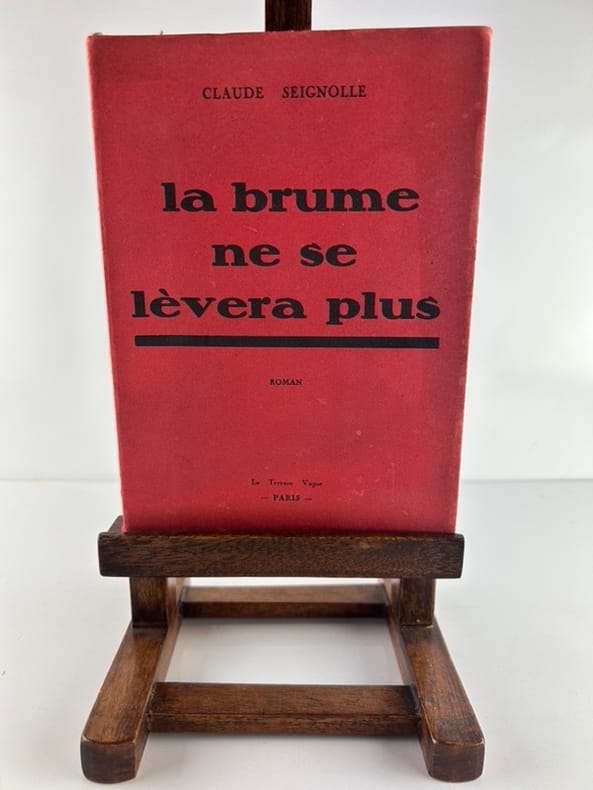 CLAUDE SEIGNOLLE
la brume
ne se
lèvera plus
ROMAN
Le Terrain Vague
— PARIS —